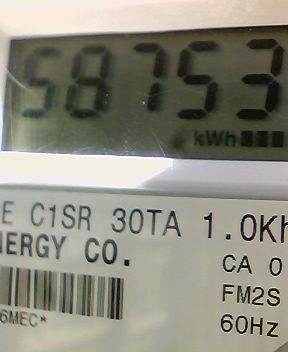 58753
kWh
E C1SR 30TA 1.0Kh
NERGY CO.
CA 0
FM2S
6MEC*
60Hz